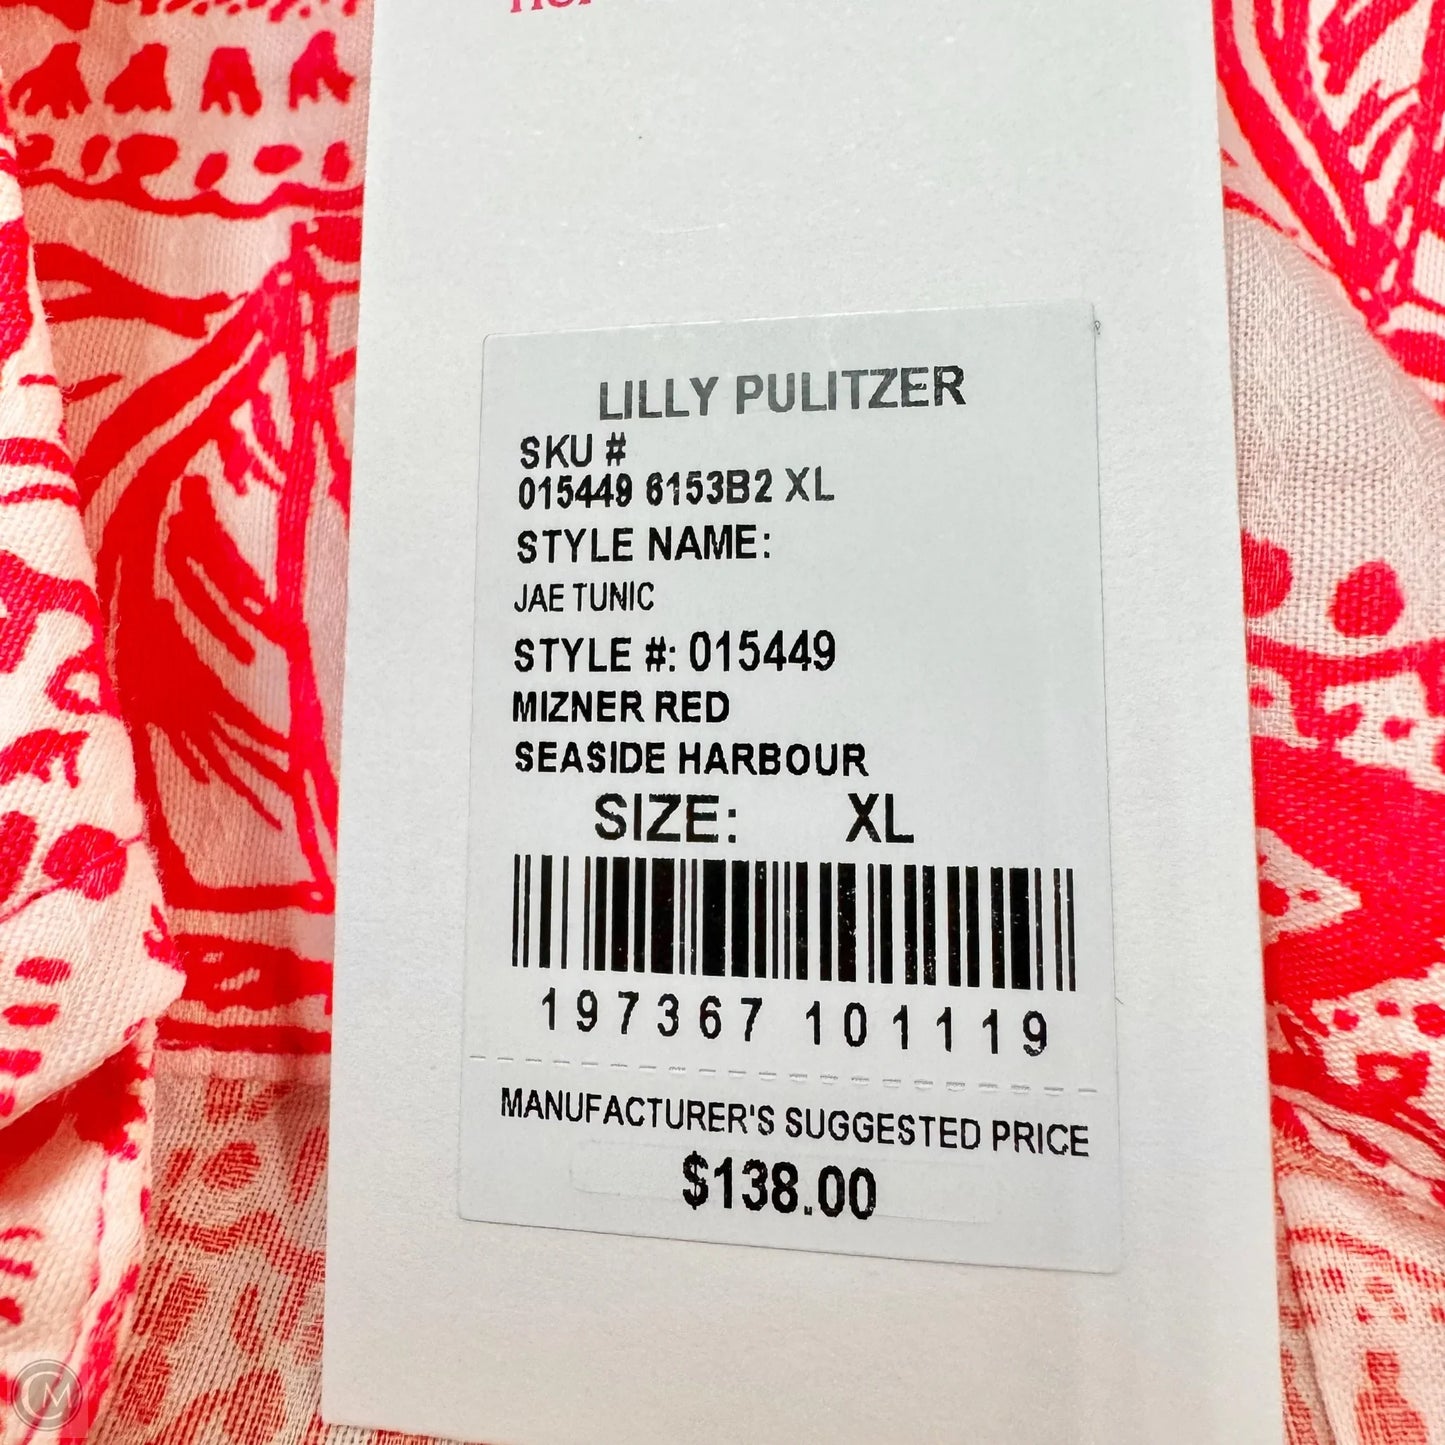 LILLY PULITZER
SKU #
015449 6153B2 XL
STYLE NAME:
JAE TUNIC
STYLE #: 015449
MIZNER RED
SEASIDE HARBOUR
SIZE: XL
197367 101119
MANUFACTURER'S SUGGESTED PRICE
$138.00
CM